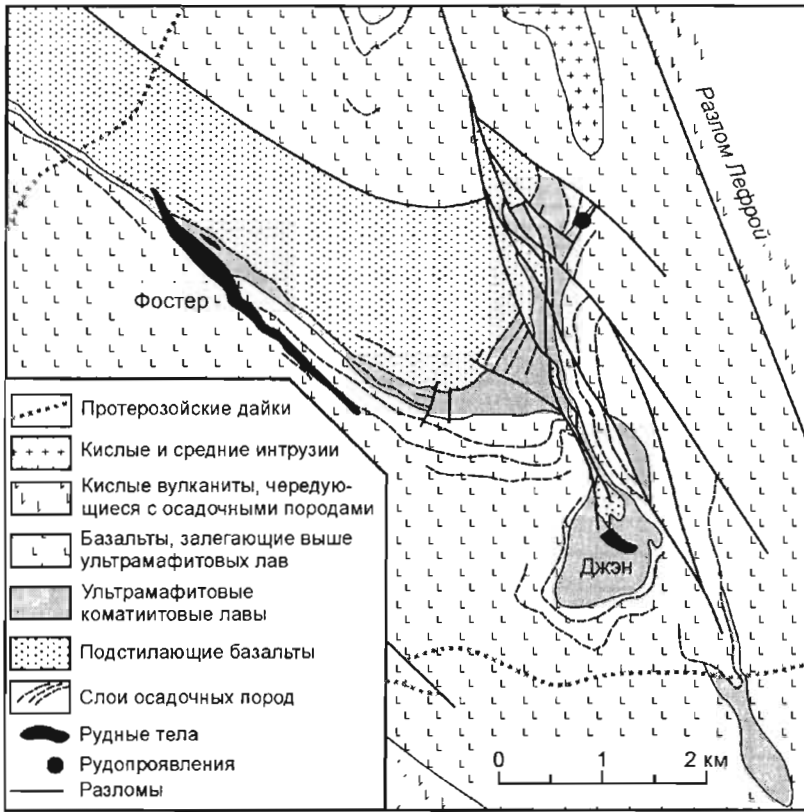 Разлом Лефрой
Фостер
Джэн
Протерозойские дайки
Кислые и средние интрузии
Кислые вулканиты, чередую-
щиеся с осадочными породами
Базальты, залегающие выше
ультрамафитовых лав
Ультрамафитовые
коматиитовые лавы
Подстилающие базальты
Слои осадочных пород
Рудные тела
Рудопроявления
Разломы
0 1 2 км